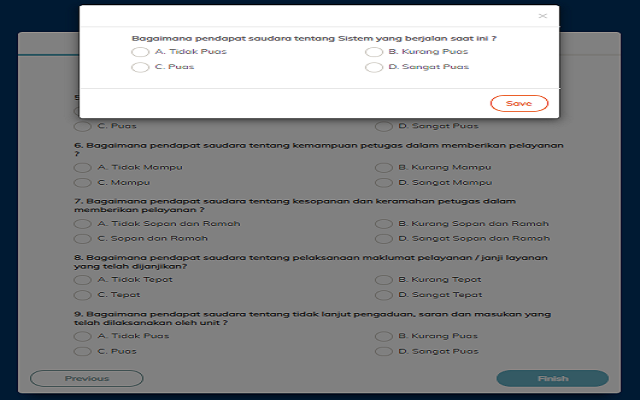 ×
Bagaimana pendapat saudara tentang Sistem yang berjalan saat ini ?
A. Tidak Puas
B. Kurang Puas
C. Puas
D. Sangat Puas
Save
C. Puas
D. Sangat Puas
6. Bagaimana pendapat saudara tentang kemampuan petugas dalam memberikan pelayanan
?
A. Tidak Mampu
B. Kurang Mampu
C. Mampu
D. Sangat Mampu
7. Bagaimana pendapat saudara tentang kesopanan dan keramahan petugas dalam
memberikan pelayanan ?
A. Tidak Sopan dan Ramah
B. Kurang Sopan dan Ramah
C. Sopan dan Ramah
D. Sangat Sopan dan Ramah
8. Bagaimana pendapat saudara tentang pelaksanaan maklumat pelayanan / janji layanan
yang telah dijanjikan?
A. Tidak Tepat
B. Kurang Tepat
C. Tepat
D. Sangat Tepat
9. Bagaimana pendapat saudara tentang tidak lanjut pengaduan, saran dan masukan yang
telah dilaksanakan oleh unit ?
A. Tidak Puas
B. Kurang Puas
C. Puas
D. Sangat Puas
Previous
Finish